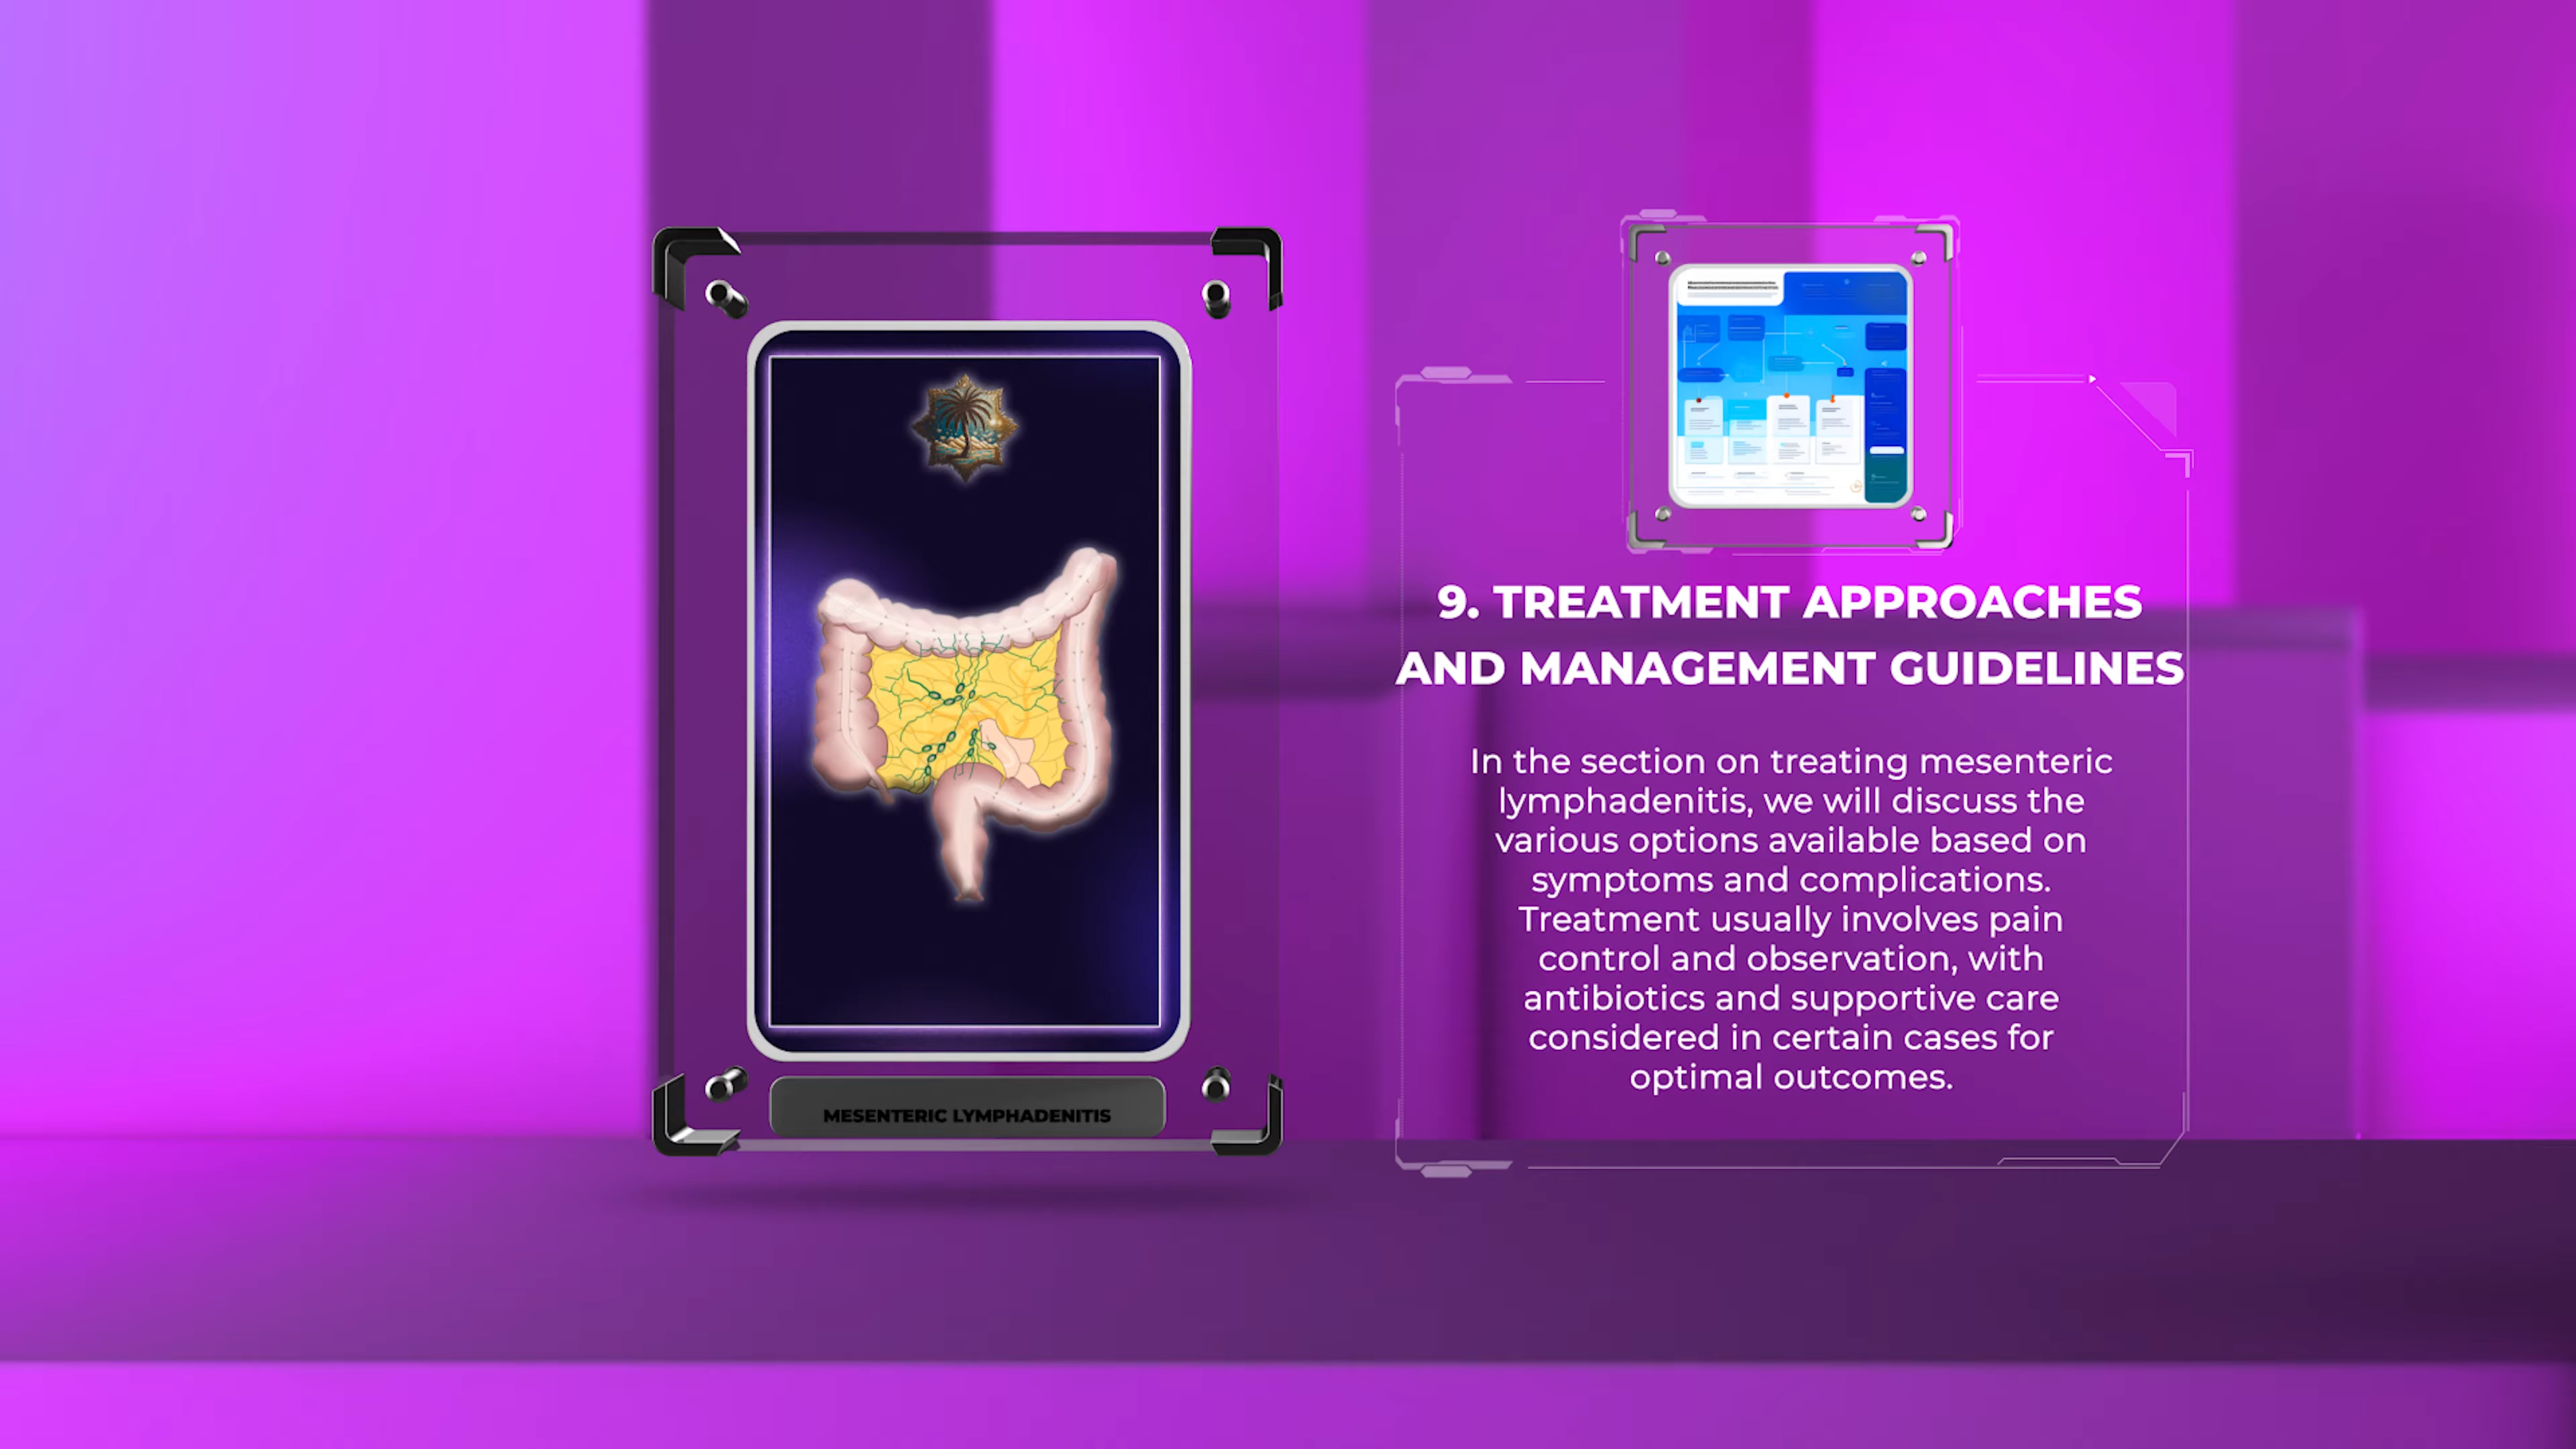 MESENTERIC LYMPHADENITIS
9. TREATMENT APPROACHES
AND MANAGEMENT GUIDELINES
In the section on treating mesenteric
lymphadenitis, we will discuss the
various options available based on
symptoms and complications.
Treatment usually involves pain
control and observation, with
antibiotics and supportive care
considered in certain cases for
optimal outcomes.